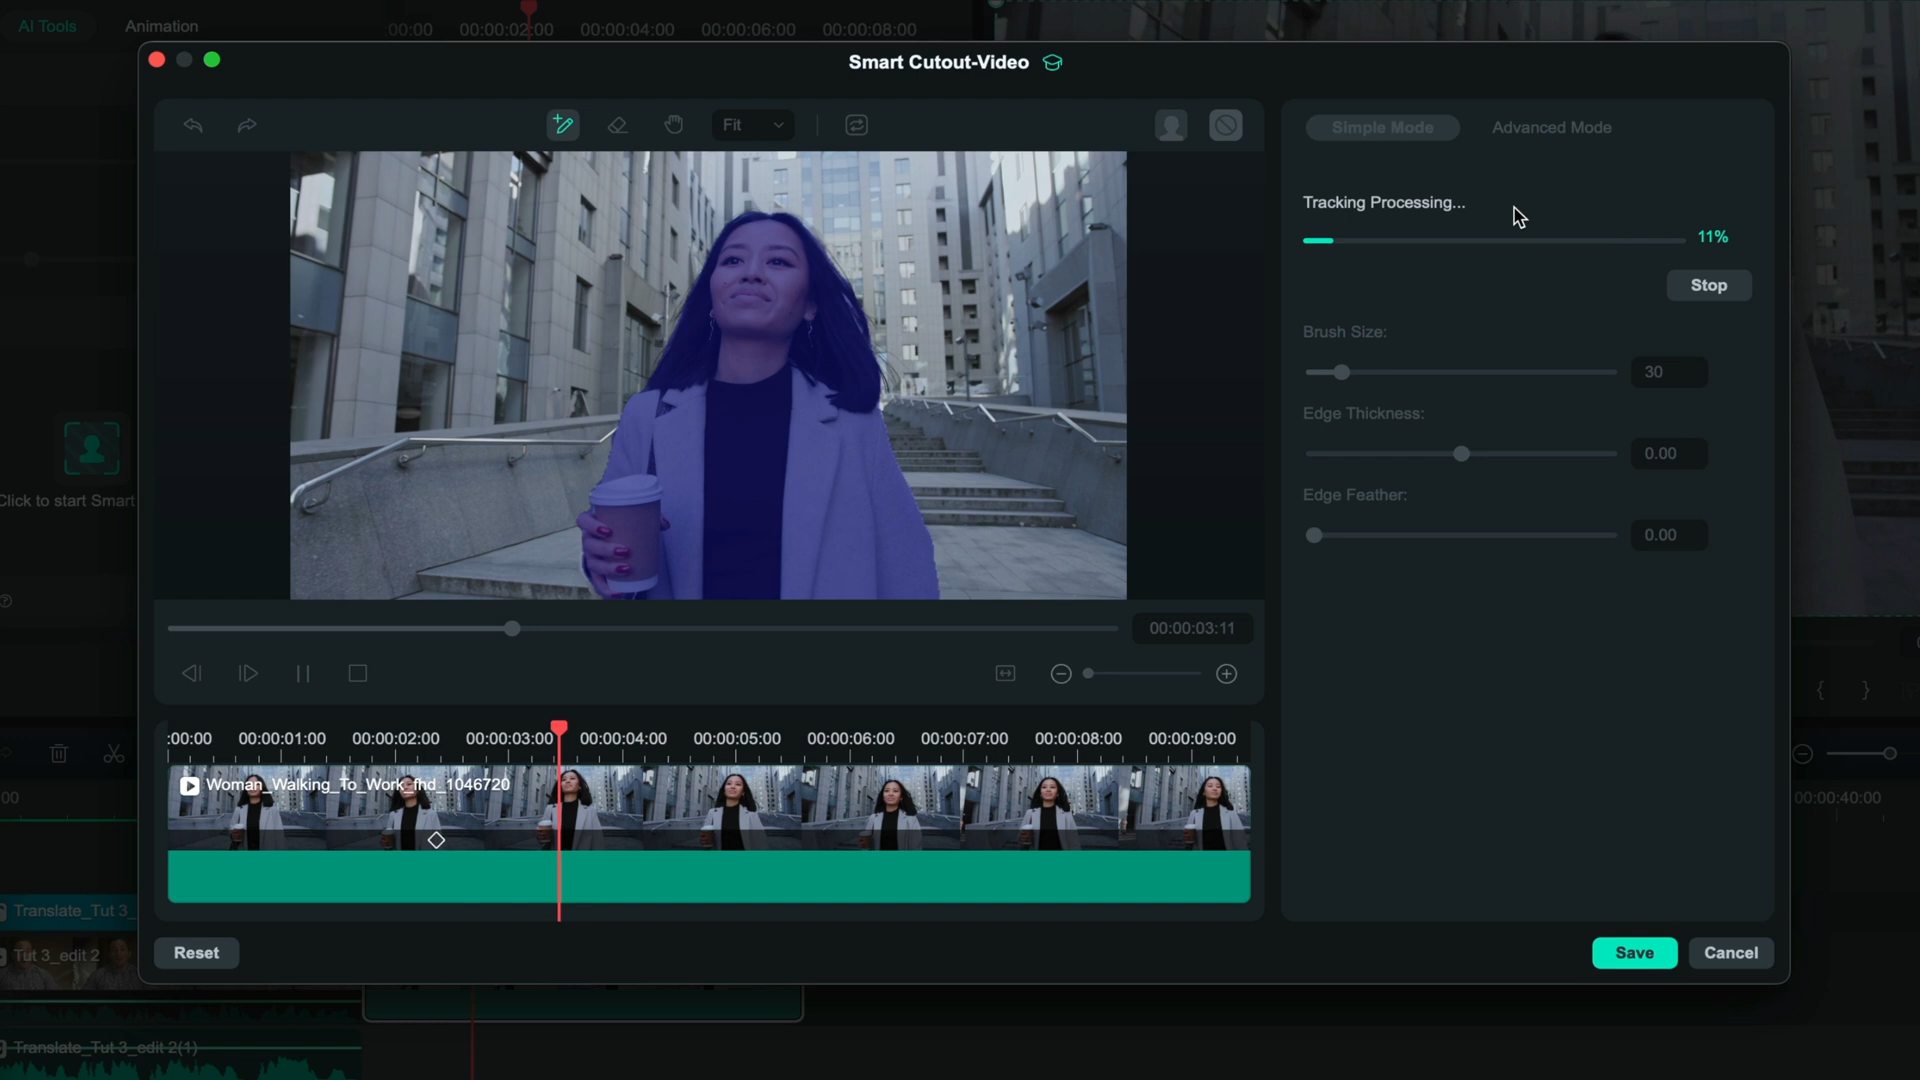 AI Tools
Animation
:00:00
00:00:02:00
00:00:04:00
00:00:06:00
00:00:08:00
Smart Cutout-Video
Fit
Simple Mode
Advanced Mode
Tracking Processing...
11%
Stop
Brush Size:
30
Edge Thickness:
0.00
Edge Feather:
0.00
Click to start Smart
00:00:03:11
:00:00
00:00:01:00
00:00:02:00
00:00:03:00
00:00:04:00
00:00:05:00
00:00:06:00
00:00:07:00
00:00:08:00
00:00:09:00
Woman_Walking_To_Work_fhd_1046720
:00
00:00:40:00
Translate_Tut 3_
Tut 3_edit 2
Reset
Save
Cancel
Translate_Tut 3_edit 2(1)